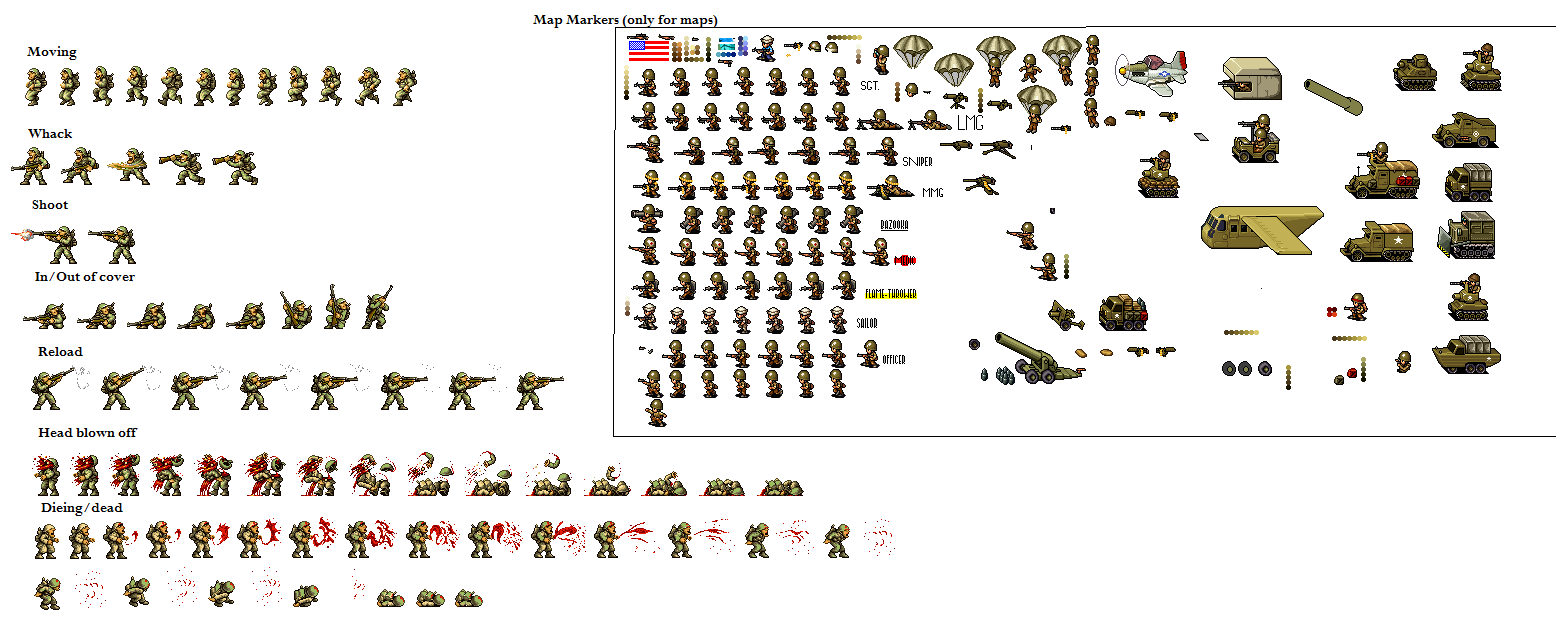 Map Markers (only for maps)
Moving
SGT.
LMG
Whack
SNIPER
MMG
Shoot
BAZOOKA
In/Out of cover
FLAME-THROWER
SAILOR
Reload
OFFICER
Head blown off
Dieing/dead